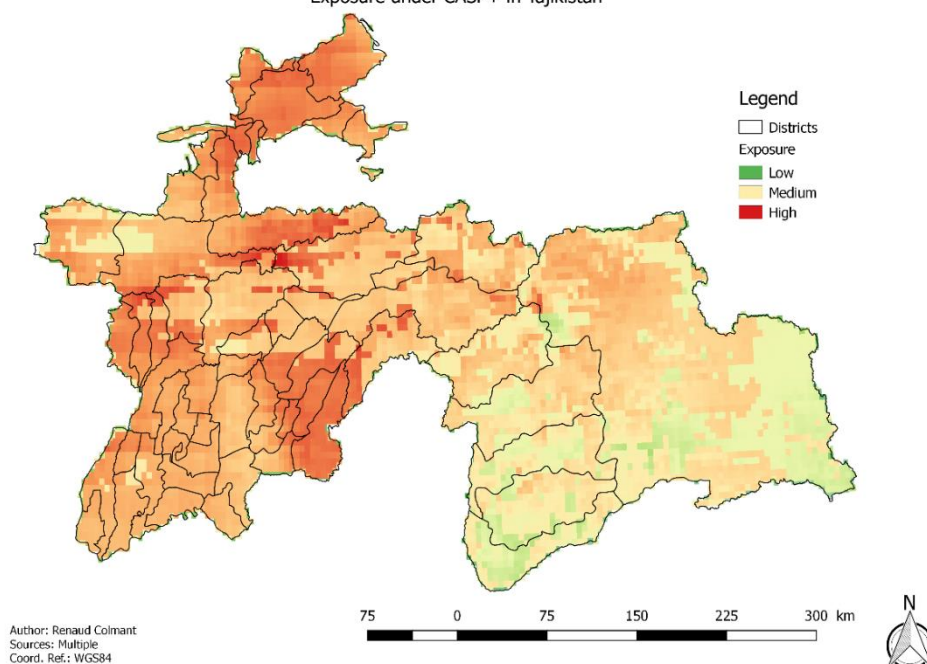 Exposure under CASP+ in Tajikistan
Legend
Districts
Exposure
Low
Medium
High
75 0 75 150 225 300 km
N
Author: Renaud Colmant
Sources: Multiple
Coord. Ref.: WGS84